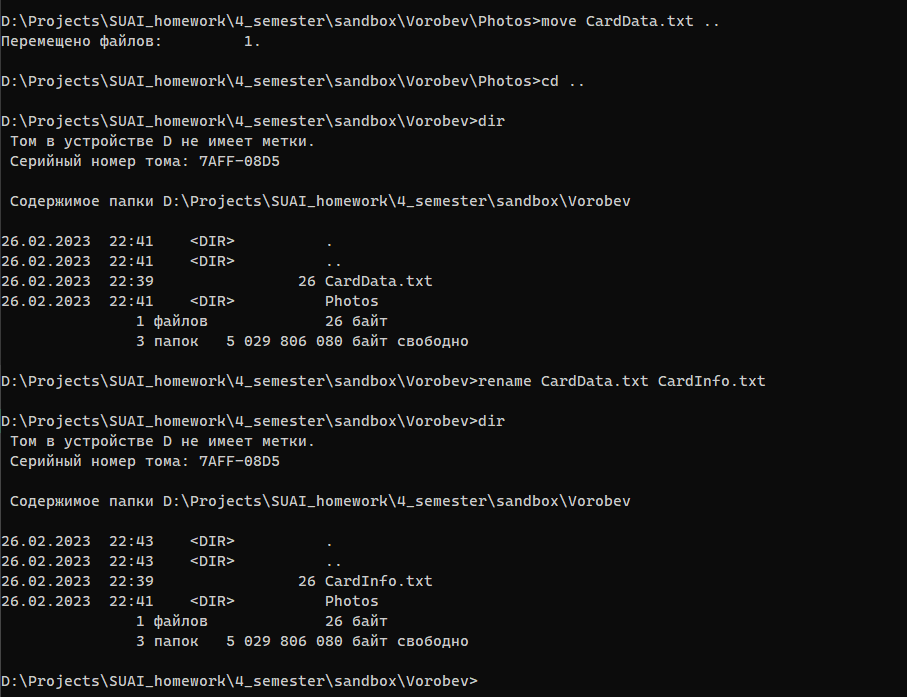 D:\Projects\SUAI_homework\4_semester\sandbox\Vorobev\Photos>move CardData.txt ..
Перемещено файлов:         1.
D:\Projects\SUAI_homework\4_semester\sandbox\Vorobev\Photos>cd ..
D:\Projects\SUAI_homework\4_semester\sandbox\Vorobev>dir
 Том в устройстве D не имеет метки.
 Серийный номер тома: 7AFF-08D5
 Содержимое папки D:\Projects\SUAI_homework\4_semester\sandbox\Vorobev
26.02.2023  22:41    <DIR>          .
26.02.2023  22:41    <DIR>          ..
26.02.2023  22:39                26 CardData.txt
26.02.2023  22:41    <DIR>          Photos
               1 файлов             26 байт
               3 папок   5 029 806 080 байт свободно
D:\Projects\SUAI_homework\4_semester\sandbox\Vorobev>rename CardData.txt CardInfo.txt
D:\Projects\SUAI_homework\4_semester\sandbox\Vorobev>dir
 Том в устройстве D не имеет метки.
 Серийный номер тома: 7AFF-08D5
 Содержимое папки D:\Projects\SUAI_homework\4_semester\sandbox\Vorobev
26.02.2023  22:43    <DIR>          .
26.02.2023  22:43    <DIR>          ..
26.02.2023  22:39                26 CardInfo.txt
26.02.2023  22:41    <DIR>          Photos
               1 файлов             26 байт
               3 папок   5 029 806 080 байт свободно
D:\Projects\SUAI_homework\4_semester\sandbox\Vorobev>